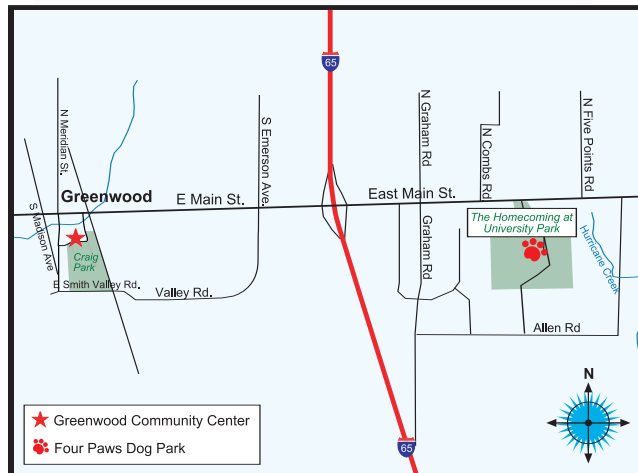 65
N Meridian St.
S Emerson Ave.
N Graham Rd
N Combs Rd
N Five Points Rd
Greenwood
E Main St.
East Main St.
S Madison Ave
Craig
Park
E Smith Valley Rd.
Valley Rd.
Graham Rd
The Homecoming at
University Park
Hurricane Creek
Allen Rd
N
Greenwood Community Center
Four Paws Dog Park
65